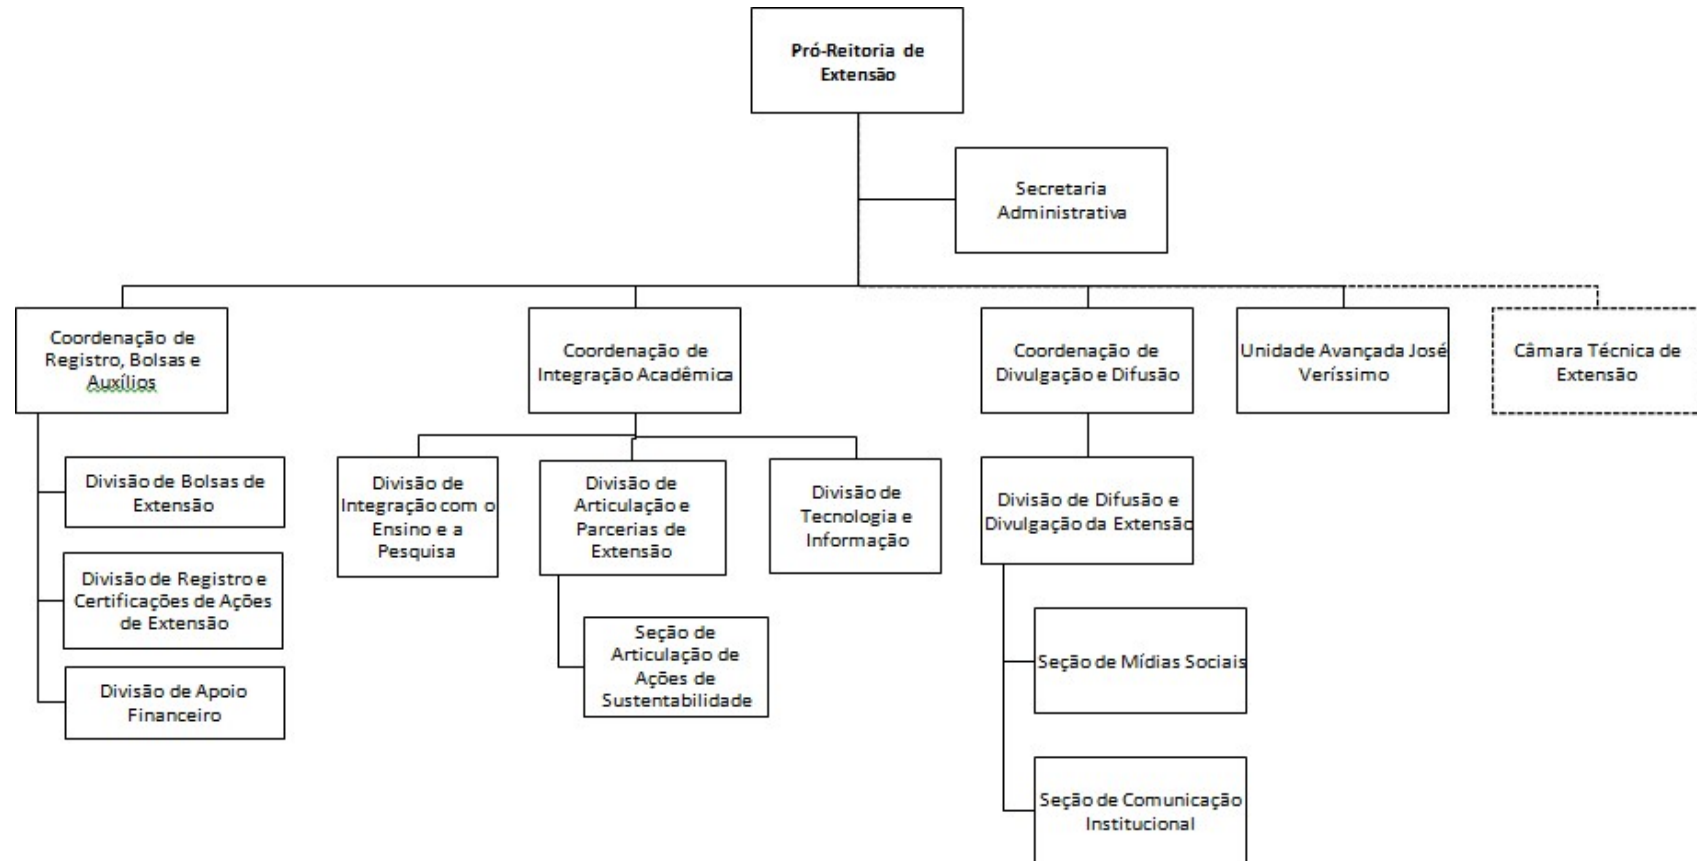 Pró-Reitoria de
Extensão
Secretaria
Administrativa
Coordenação de
Registro, Bolsas e
Auxílios
Coordenação de
Integração Acadêmica
Coordenação de
Divulgação e Difusão
Unidade Avançada José
Veríssimo
Câmara Técnica de
Extensão
Divisão de Bolsas de
Extensão
Divisão de Registro e
Certificações de Ações
de Extensão
Divisão de Apoio
Financeiro
Divisão de
Integração com o
Ensino e a
Pesquisa
Divisão de
Articulação e
Parcerias de
Extensão
Seção de
Articulação de
Ações de
Sustentabilidade
Divisão de
Tecnologia e
Informação
Divisão de Difusão e
Divulgação da Extensão
Seção de Mídias Sociais
Seção de Comunicação
Institucional